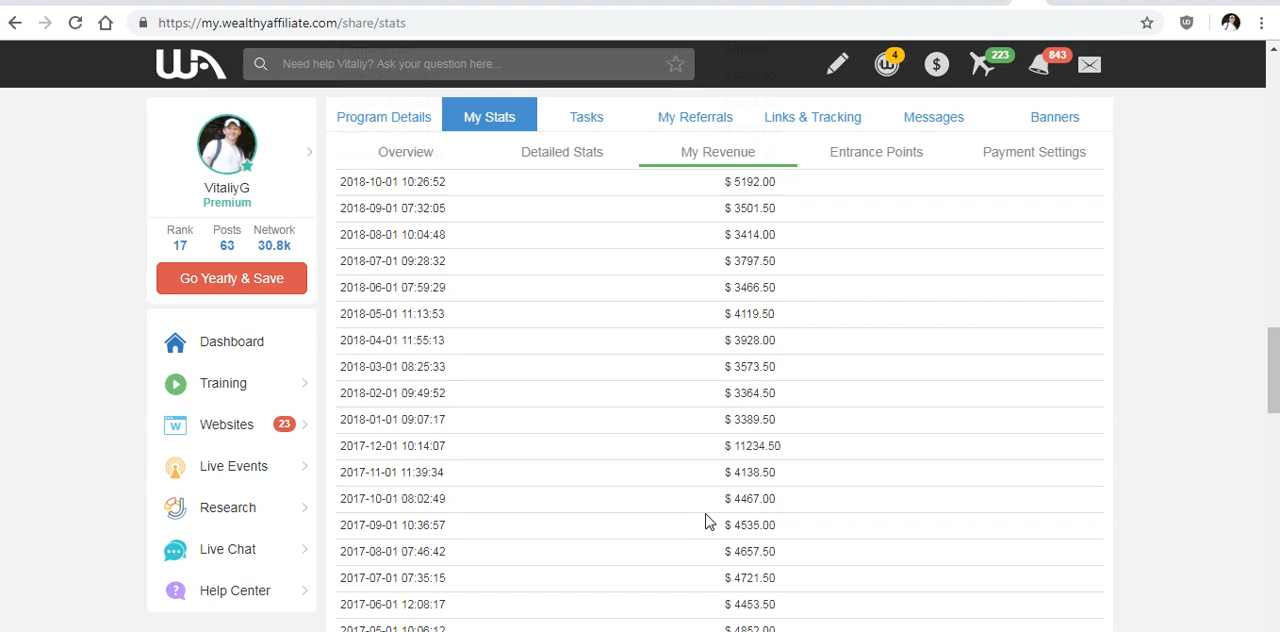 https://my.wealthyaffiliate.com/share/stats
WA
Need help Vitaliy? Ask your question here...
4
$
223
843
VitaliyG
Premium
Rank Posts Network
17 63 30.8k
Go Yearly & Save
Dashboard
Training
Websites 23
Live Events
Research
Live Chat
Help Center
Program Details My Stats Tasks My Referrals Links & Tracking Messages Banners
Overview Detailed Stats My Revenue Entrance Points Payment Settings
2018-10-01 10:26:52 $ 5192.00
2018-09-01 07:32:05 $ 3501.50
2018-08-01 10:04:48 $ 3414.00
2018-07-01 09:28:32 $ 3797.50
2018-06-01 07:59:29 $ 3466.50
2018-05-01 11:13:53 $ 4119.50
2018-04-01 11:55:13 $ 3928.00
2018-03-01 08:25:33 $ 3573.50
2018-02-01 09:49:52 $ 3364.50
2018-01-01 09:07:17 $ 3389.50
2017-12-01 10:14:07 $ 11234.50
2017-11-01 11:39:34 $ 4138.50
2017-10-01 08:02:49 $ 4467.00
2017-09-01 10:36:57 $ 4535.00
2017-08-01 07:46:42 $ 4657.50
2017-07-01 07:35:15 $ 4721.50
2017-06-01 12:08:17 $ 4453.50
2017-05-01 10:06:12 $ 4852.00